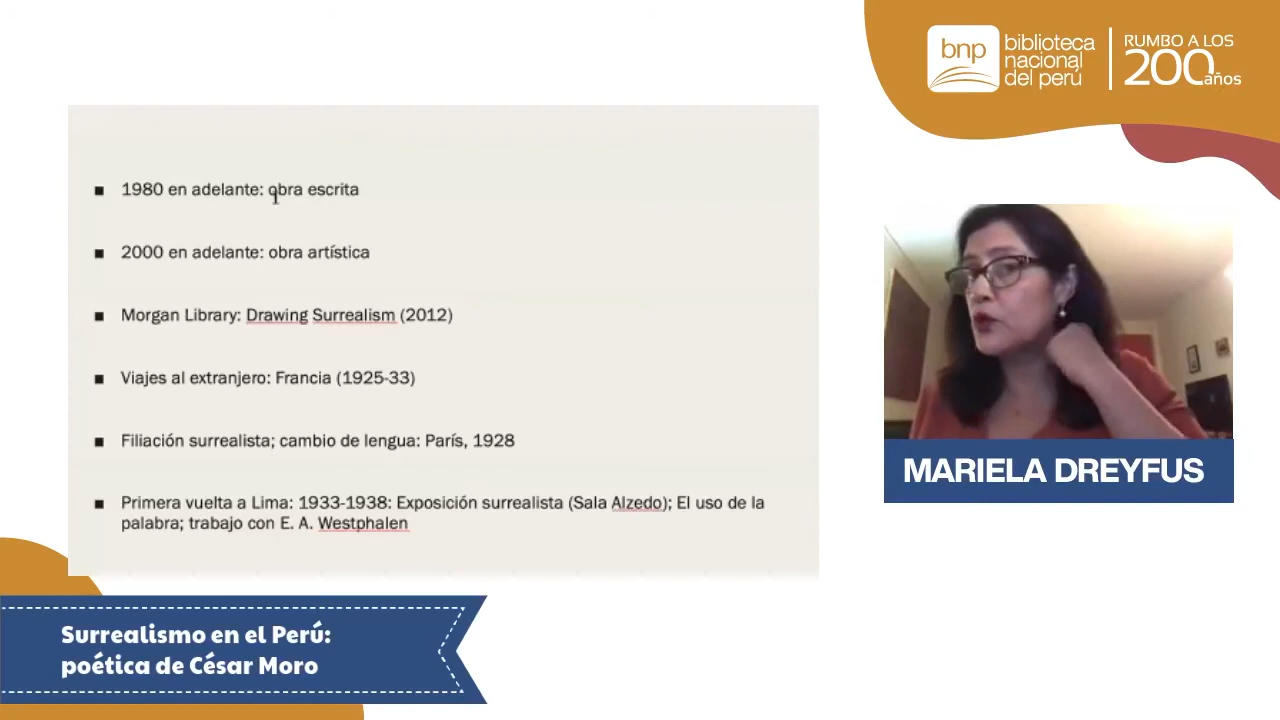 bnp
biblioteca
nacional
del perú
RUMBO A LOS
200 años
1980 en adelante: obra escrita
2000 en adelante: obra artística
Morgan Library: Drawing Surrealism (2012)
Viajes al extranjero: Francia (1925-33)
Filiación surrealista; cambio de lengua: París, 1928
Primera vuelta a Lima: 1933-1938: Exposición surrealista (Sala Alzedo); El uso de la
palabra; trabajo con E. A. Westphalen
MARIELA DREYFUS
Surrealismo en el Perú:
poética de César Moro